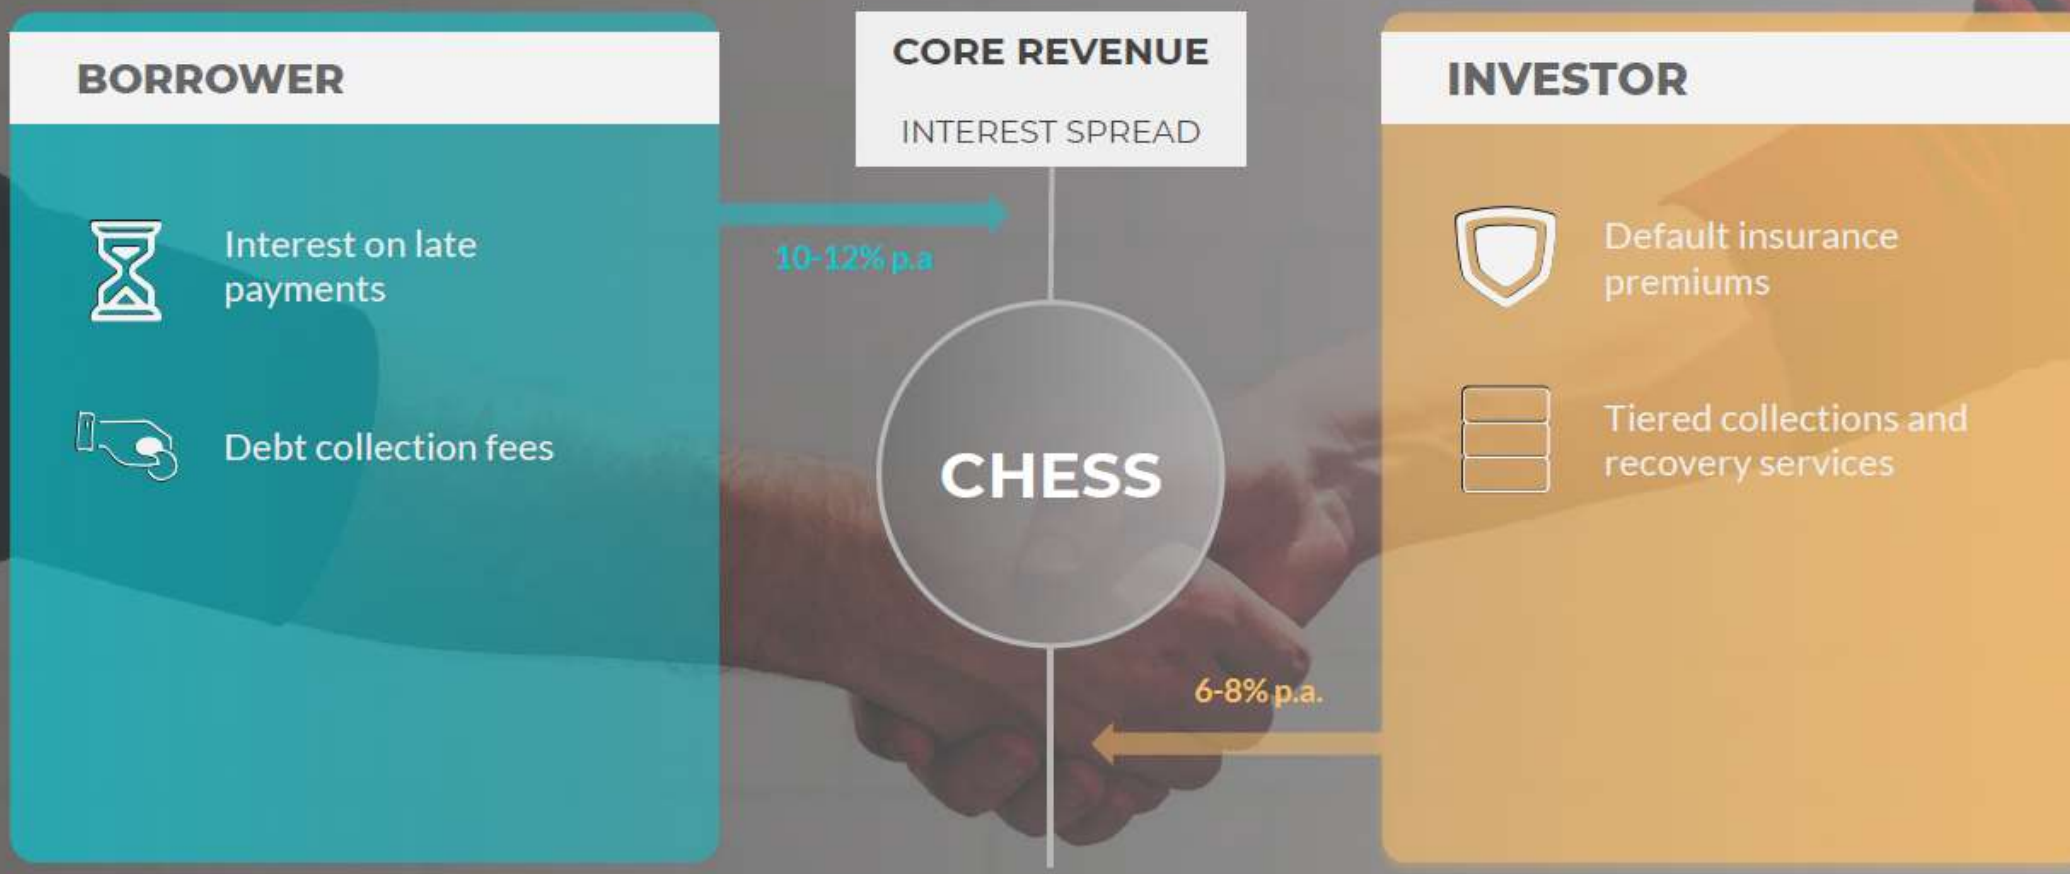 BORROWER
Interest on late
payments
Debt collection fees
CORE REVENUE
INTEREST SPREAD
10-12% p.a
CHESS
6-8% p.a.
INVESTOR
Default insurance
premiums
Tiered collections and
recovery services